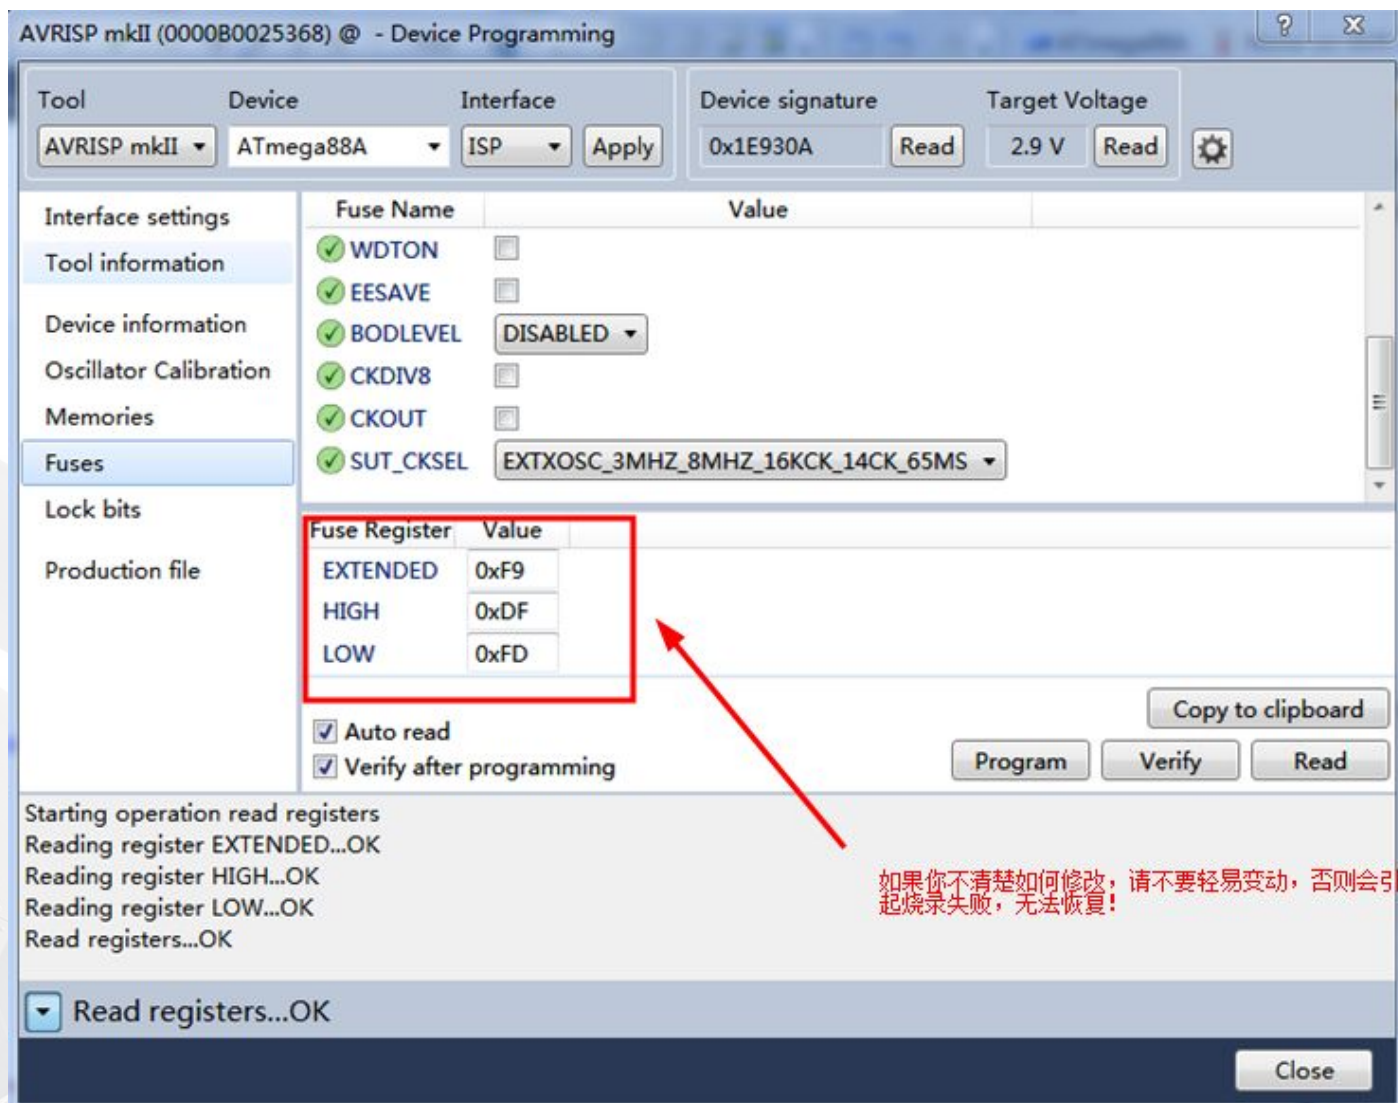 AVRISP mkII (0000B0025368) @  - Device Programming
Tool Device Interface Device signature Target Voltage
AVRISP mkII ATmega88A ISP Apply 0x1E930A Read 2.9 V Read
Interface settings
Tool information
Device information
Oscillator Calibration
Memories
Fuses
Lock bits
Production file
Fuse Name Value
WDTON
EESAVE
BODLEVEL DISABLED
CKDIV8
CKOUT
SUT_CKSEL EXTXOSC_3MHZ_8MHZ_16KCK_14CK_65MS
Fuse Register Value
EXTENDED 0xF9
HIGH 0xDF
LOW 0xFD
Auto read
Verify after programming
Copy to clipboard
Program Verify Read
Starting operation read registers
Reading register EXTENDED...OK
Reading register HIGH...OK
Reading register LOW...OK
Read registers...OK
如果你不清楚如何修改，请不要轻易变动，否则会引
起烧录失败，无法恢复！
Read registers...OK
Close